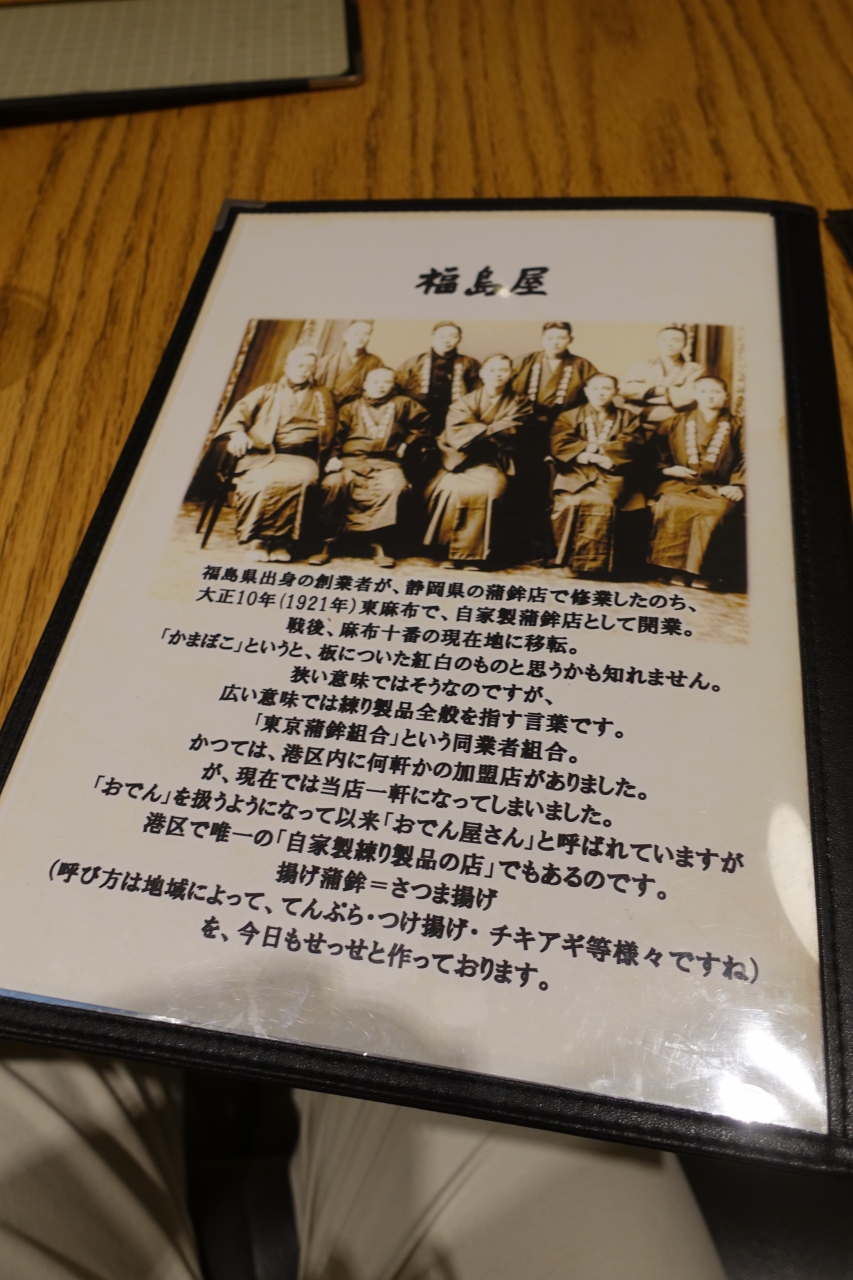 福島屋
福島県出身の創業者が、静岡県の蒲鉾店で修業したのち、
大正10年(1921年)東麻布で、自家製蒲鉾店として開業。
戦後、麻布十番の現在地に移転。
「かまぼこ」というと、板についた紅白のものと思うかも知れません。
狭い意味ではそうなのですが、
広い意味では練り製品全般を指す言葉です。
「東京蒲鉾組合」という同業者組合。
かつては、港区内に何軒かの加盟店がありました。
が、現在では当店一軒になってしまいました。
「おでん」を扱うようになって以来「おでん屋さん」と呼ばれていますが
港区で唯一の「自家製練り製品の店」でもあるのです。
揚げ蒲鉾＝さつま揚げ
(呼び方は地域によって、てんぷら・つけ揚げ・チキアギ等様々ですね)
を、今日もせっせと作っております。